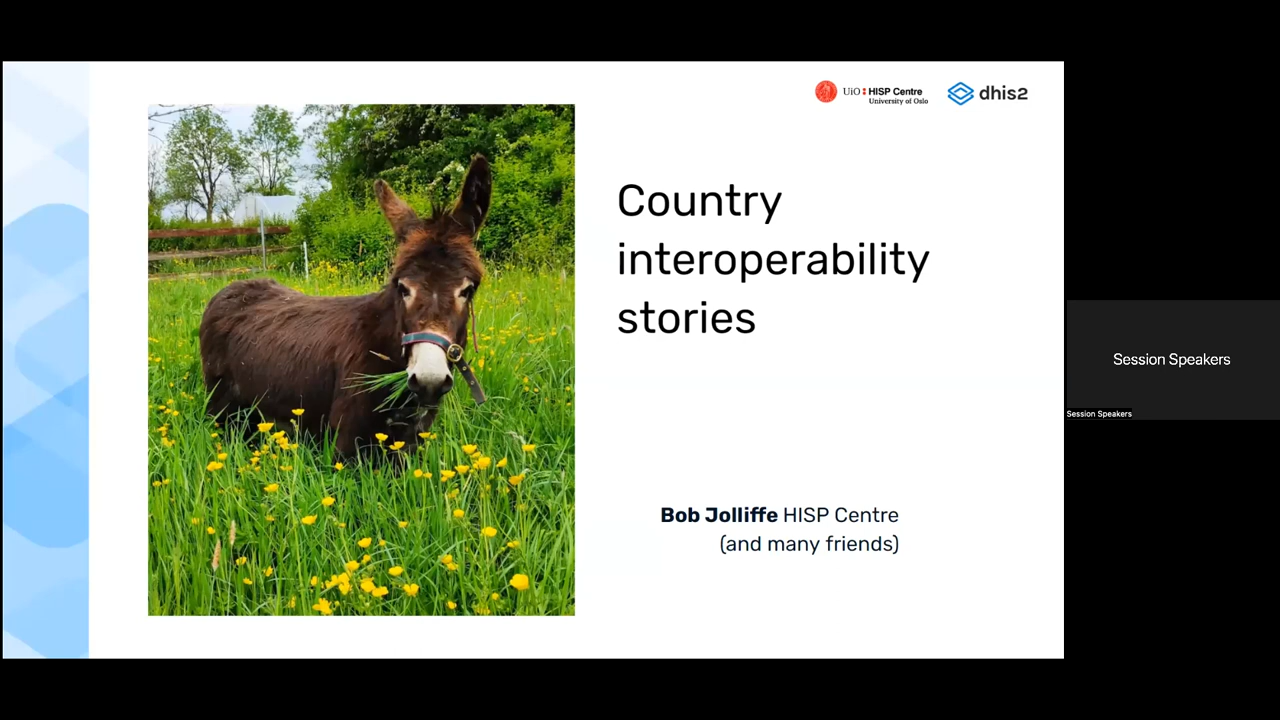 UiO HISP Centre
University of Oslo
dhis2
Country
interoperability
stories
Bob Jolliffe HISP Centre
(and many friends)
Session Speakers
Session Speakers